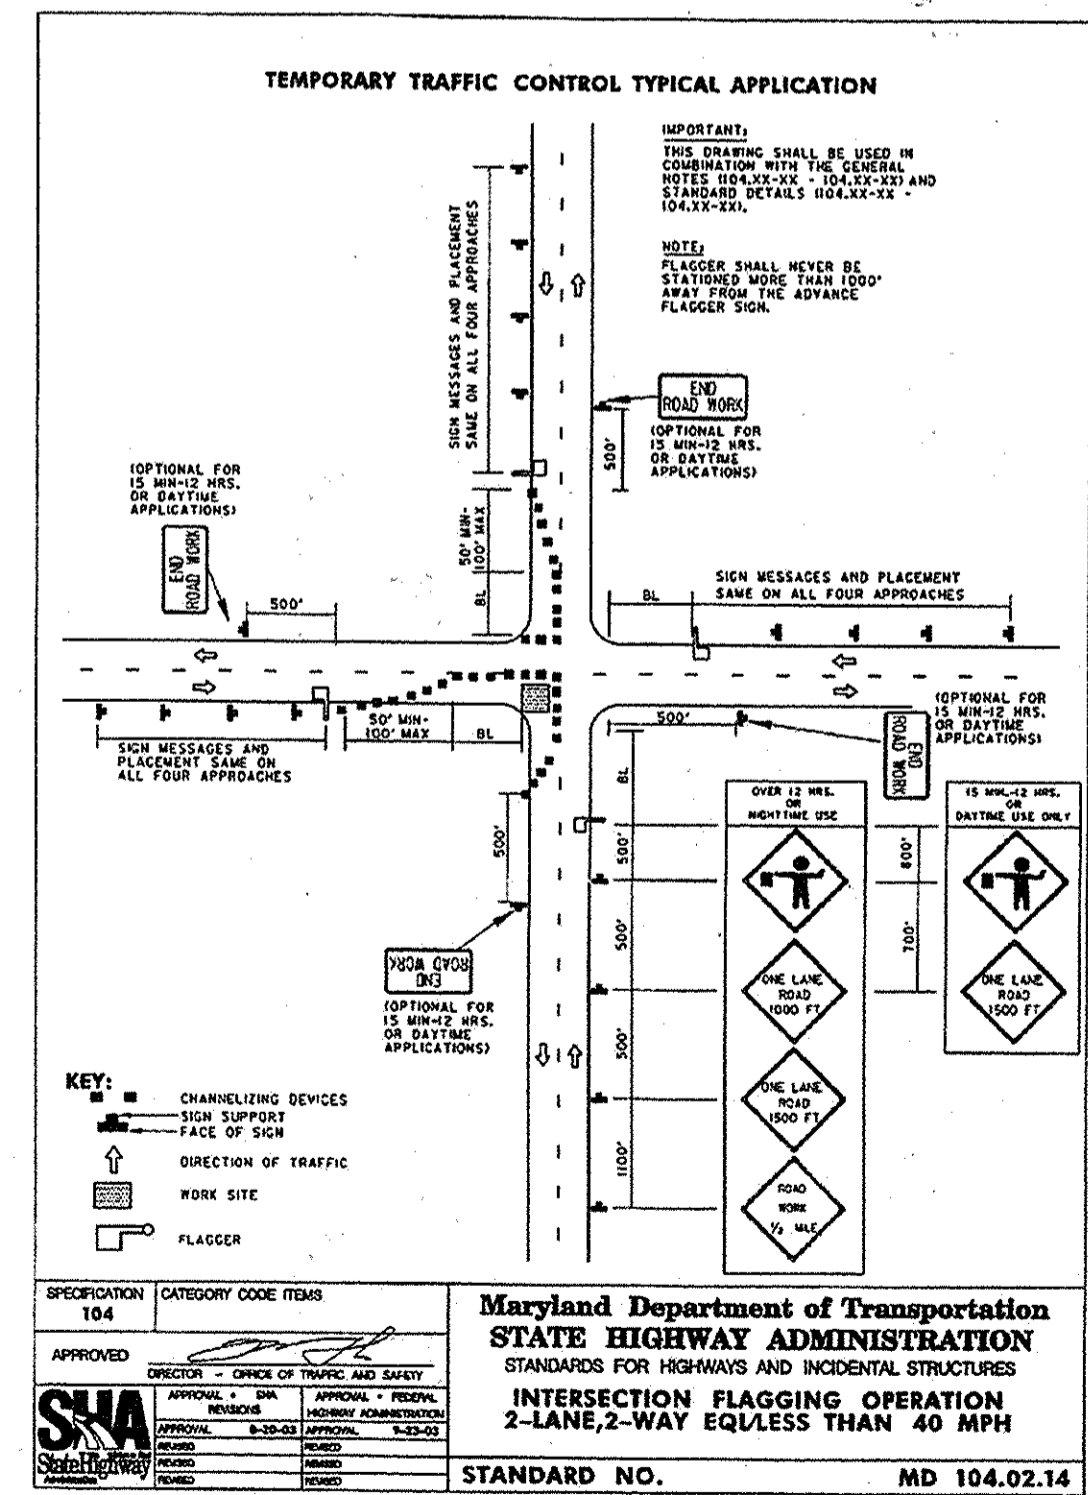 TEMPORARY TRAFFIC CONTROL TYPICAL APPLICATION
IMPORTANT:
THIS DRAWING SHALL BE USED IN
COMBINATION WITH THE GENERAL
NOTES (104.XX-XX - 104.XX-XX) AND
STANDARD DETAILS (104.XX-XX -
104.XX-XX).
NOTE:
FLAGGER SHALL NEVER BE
STATIONED MORE THAN 1000'
AWAY FROM THE ADVANCE
FLAGGER SIGN.
SIGN MESSAGES AND PLACEMENT
SAME ON ALL FOUR APPROACHES
END
ROAD WORK
(OPTIONAL FOR
15 MIN-12 HRS.
OR DAYTIME
APPLICATIONS)
500'
(OPTIONAL FOR
15 MIN-12 HRS.
OR DAYTIME
APPLICATIONS)
END
ROAD WORK
500'
50' MIN-
100' MAX
BL
SIGN MESSAGES AND PLACEMENT
SAME ON ALL FOUR APPROACHES
BL
50' MIN-
100' MAX
BL
SIGN MESSAGES AND
PLACEMENT SAME ON
ALL FOUR APPROACHES
500'
(OPTIONAL FOR
15 MIN-12 HRS.
OR DAYTIME
APPLICATIONS)
END
ROAD WORK
BL
500'
500'
500'
1100'
500'
END
ROAD WORK
(OPTIONAL FOR
15 MIN-12 HRS.
OR DAYTIME
APPLICATIONS)
OVER 12 HRS.
OR
NIGHTTIME USE
ONE LANE
ROAD
1000 FT
ONE LANE
ROAD
1500 FT
ROAD
WORK
1/2 MILE
800'
700'
15 MIN.-12 HRS.
OR
DAYTIME USE ONLY
ONE LANE
ROAD
1500 FT
KEY:
CHANNELIZING DEVICES
SIGN SUPPORT
FACE OF SIGN
DIRECTION OF TRAFFIC
WORK SITE
FLAGGER
SPECIFICATION
104
CATEGORY CODE ITEMS
APPROVED
DIRECTOR - OFFICE OF TRAFFIC AND SAFETY
SHA
State Highway
APPROVAL • SHA
REVISIONS
APPROVAL 8-20-03
REVISED
REVISED
REVISED
APPROVAL • FEDERAL
HIGHWAY ADMINISTRATION
APPROVAL 9-23-03
REVISED
REVISED
REVISED
Maryland Department of Transportation
STATE HIGHWAY ADMINISTRATION
STANDARDS FOR HIGHWAYS AND INCIDENTAL STRUCTURES
INTERSECTION FLAGGING OPERATION
2-LANE,2-WAY EQL/LESS THAN 40 MPH
STANDARD NO. MD 104.02.14